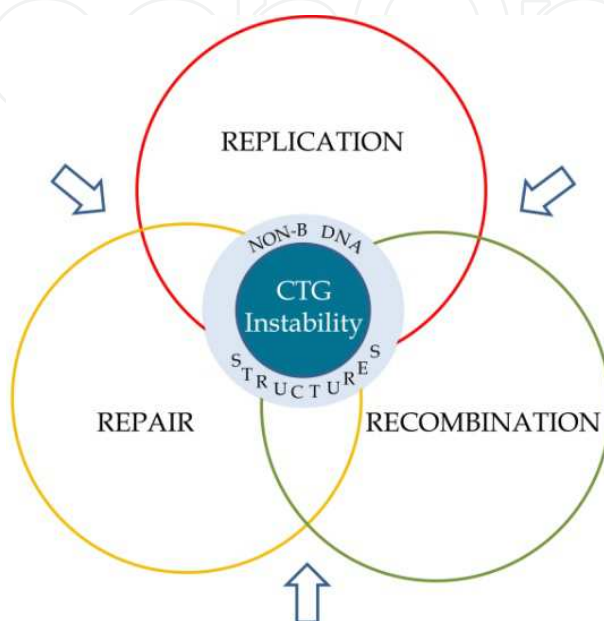 REPLICATION
NON-B DNA
CTG
Instability
STRUCTURES
REPAIR
RECOMBINATION